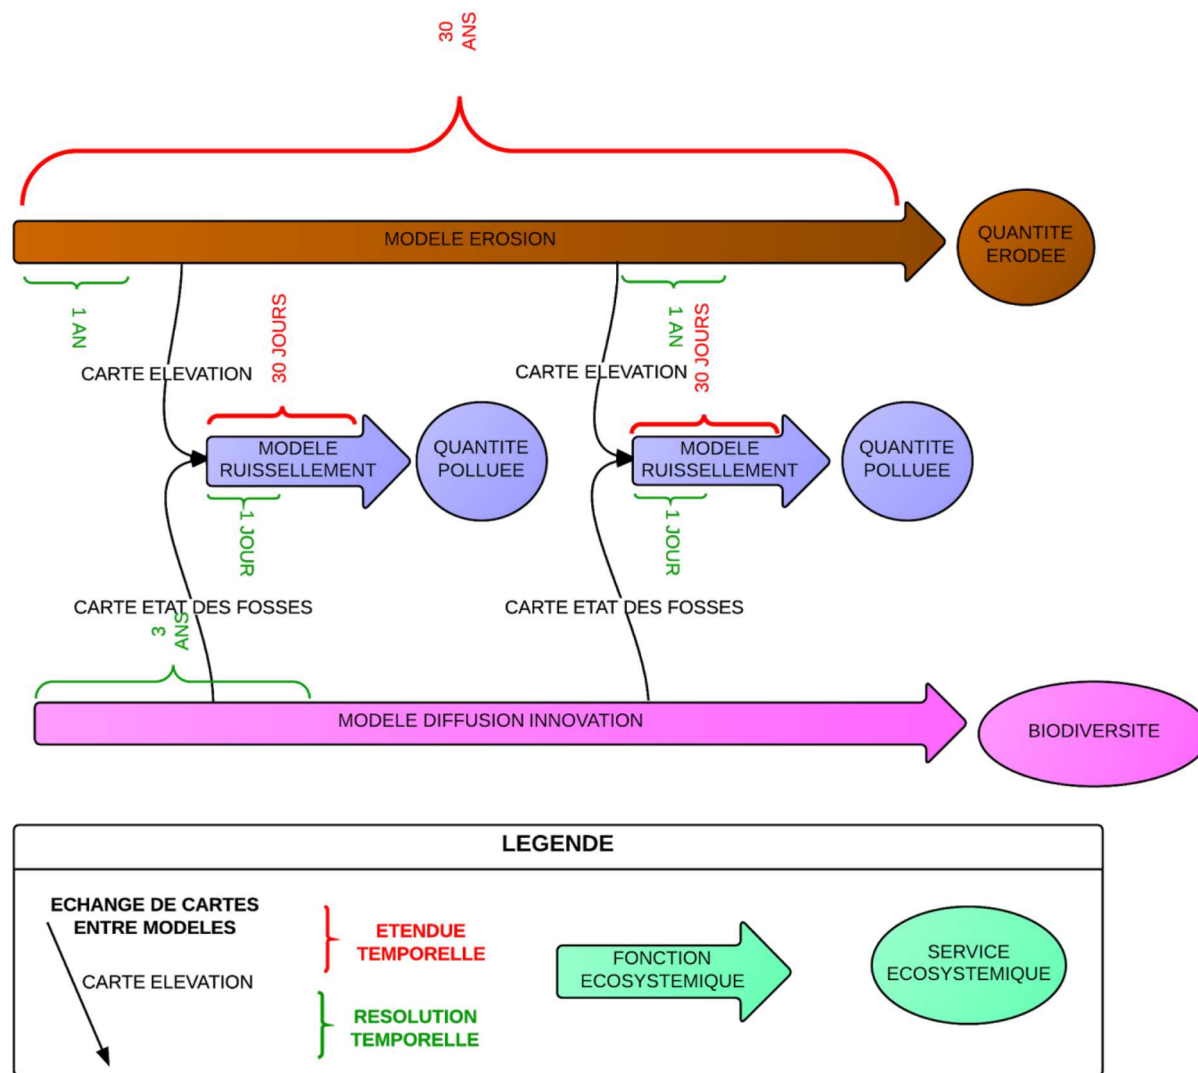 30
ANS
MODELE EROSION
QUANTITE
ERODEE
1 AN
30 JOURS
1 AN
30 JOURS
CARTE ELEVATION
CARTE ELEVATION
MODELE
RUISSELLEMENT
QUANTITE
POLLUEE
MODELE
RUISSELLEMENT
QUANTITE
POLLUEE
1 JOUR
1 JOUR
CARTE ETAT DES FOSSES
CARTE ETAT DES FOSSES
3
ANS
MODELE DIFFUSION INNOVATION
BIODIVERSITE
LEGENDE
ECHANGE DE CARTES
ENTRE MODELES
CARTE ELEVATION
ETENDUE
TEMPORELLE
RESOLUTION
TEMPORELLE
FONCTION
ECOSYSTEMIQUE
SERVICE
ECOSYSTEMIQUE